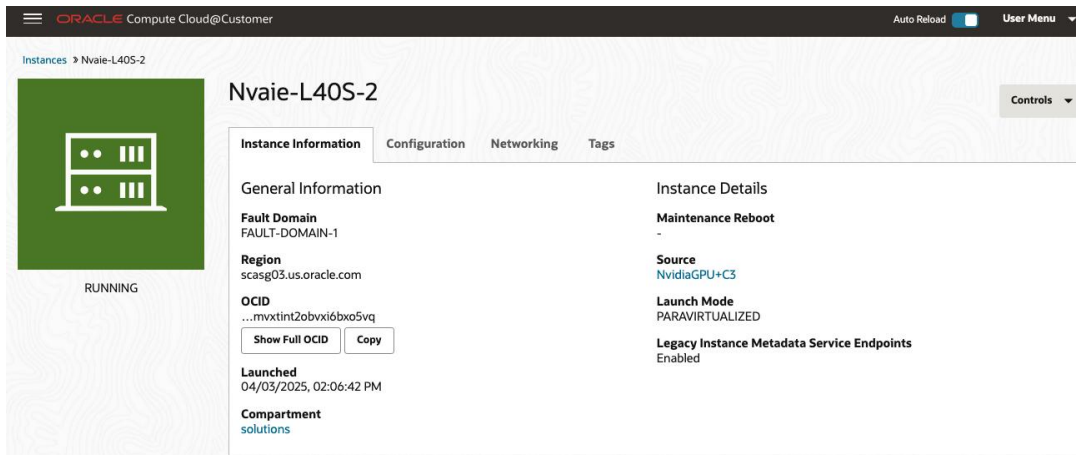 ORACLE Compute Cloud@Customer
Auto Reload
User Menu
Instances » Nvaie-L40S-2
Nvaie-L40S-2
Controls
Instance Information
Configuration
Networking
Tags
RUNNING
General Information
Fault Domain
FAULT-DOMAIN-1
Region
scasg03.us.oracle.com
OCID
...mvxtint2obvxi6bxo5vq
Show Full OCID
Copy
Launched
04/03/2025, 02:06:42 PM
Compartment
solutions
Instance Details
Maintenance Reboot
-
Source
NvidiaGPU+C3
Launch Mode
PARAVIRTUALIZED
Legacy Instance Metadata Service Endpoints
Enabled